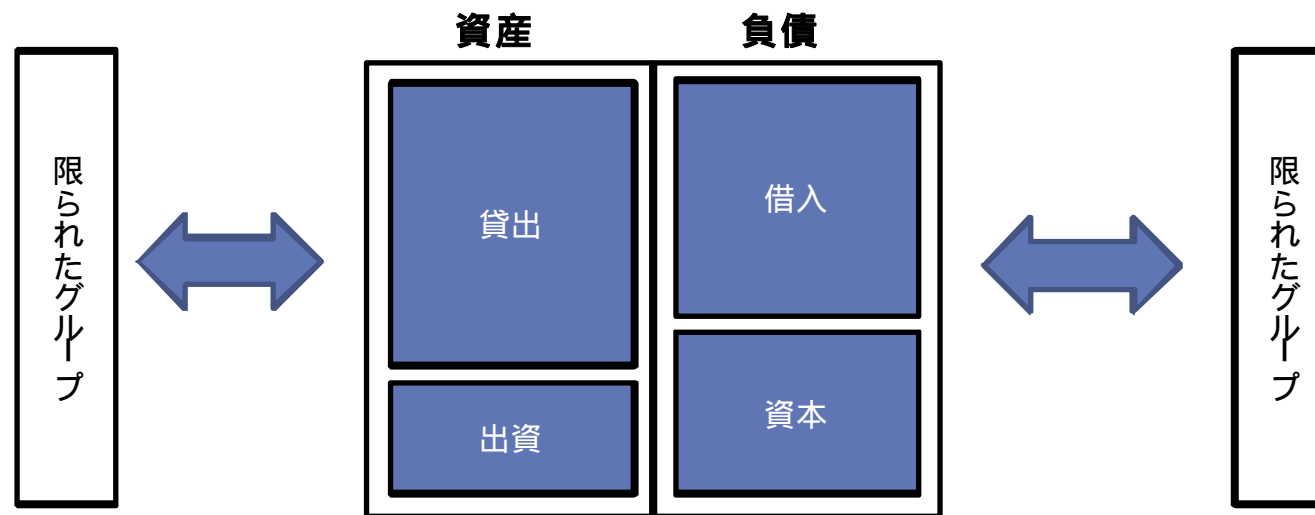 資産
負債
限られたグループ
貸出
借入
出資
資本
限られたグループ